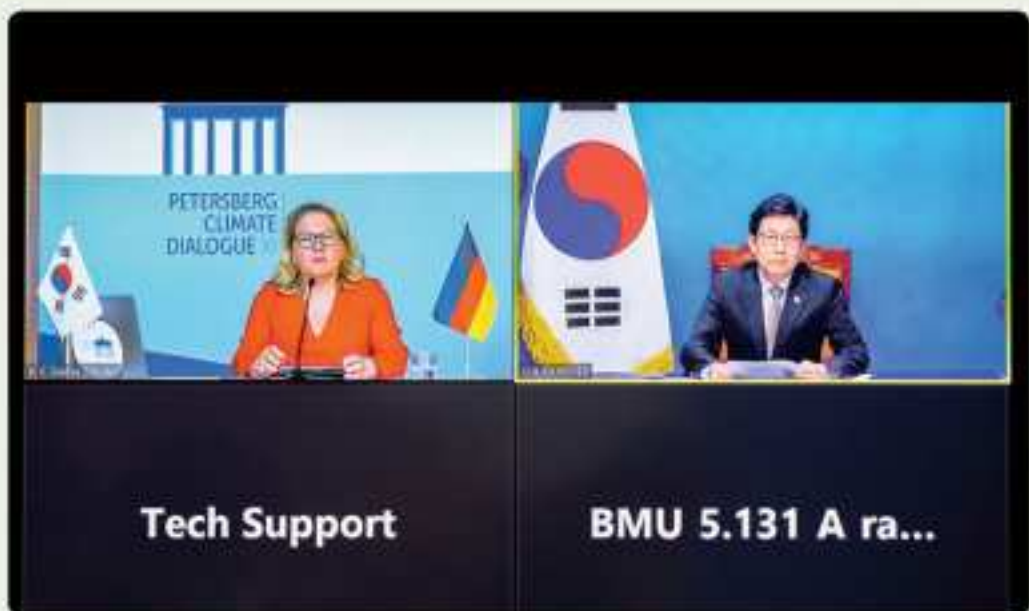 PETERSBERG
CLIMATE
DIALOGUE
Tech Support
BMU 5.131 A ra...